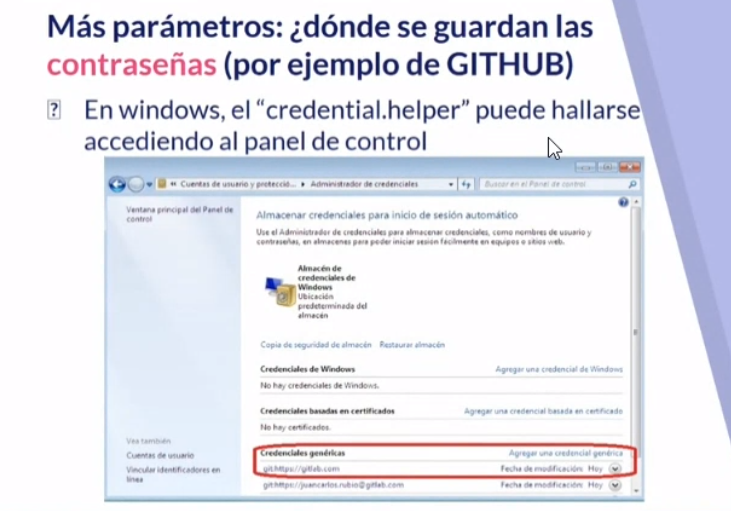 Más parámetros: ¿dónde se guardan las
contraseñas (por ejemplo de GITHUB)
En windows, el “credential.helper” puede hallarse
accediendo al panel de control
Cuentas de usuario y protecció... Administrador de credenciales
Buscar en el Panel de control
Ventana principal del Panel de
control
Almacenar credenciales para inicio de sesión automático
Use el Administrador de credenciales para almacenar credenciales, como nombres de usuario y
contraseñas, en almacenes para poder iniciar sesión fácilmente en equipos o sitios web.
Almacén de
credenciales de
Windows
Ubicación
predeterminada del
almacén
Copia de seguridad de almacén Restaurar almacén
Credenciales de Windows Agregar una credencial de Windows
No hay credenciales de Windows.
Credenciales basadas en certificados Agregar una credencial basada en certificado
No hay certificados.
Credenciales genéricas Agregar una credencial genérica
git:https://gitlab.com Fecha de modificación: Hoy
git:https://juancarlos.rubio@gitlab.com Fecha de modificación: Hoy
Vea también
Cuentas de usuario
Vincular identificadores en
línea